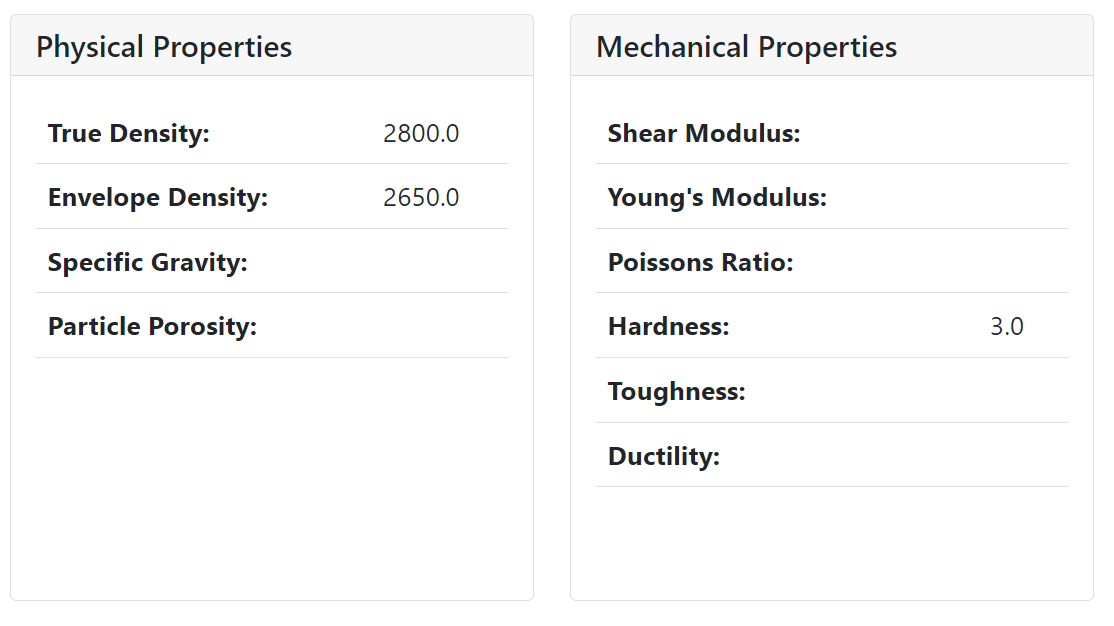 Physical Properties
True Density: 2800.0
Envelope Density: 2650.0
Specific Gravity:
Particle Porosity:
Mechanical Properties
Shear Modulus:
Young's Modulus:
Poissons Ratio:
Hardness: 3.0
Toughness:
Ductility: